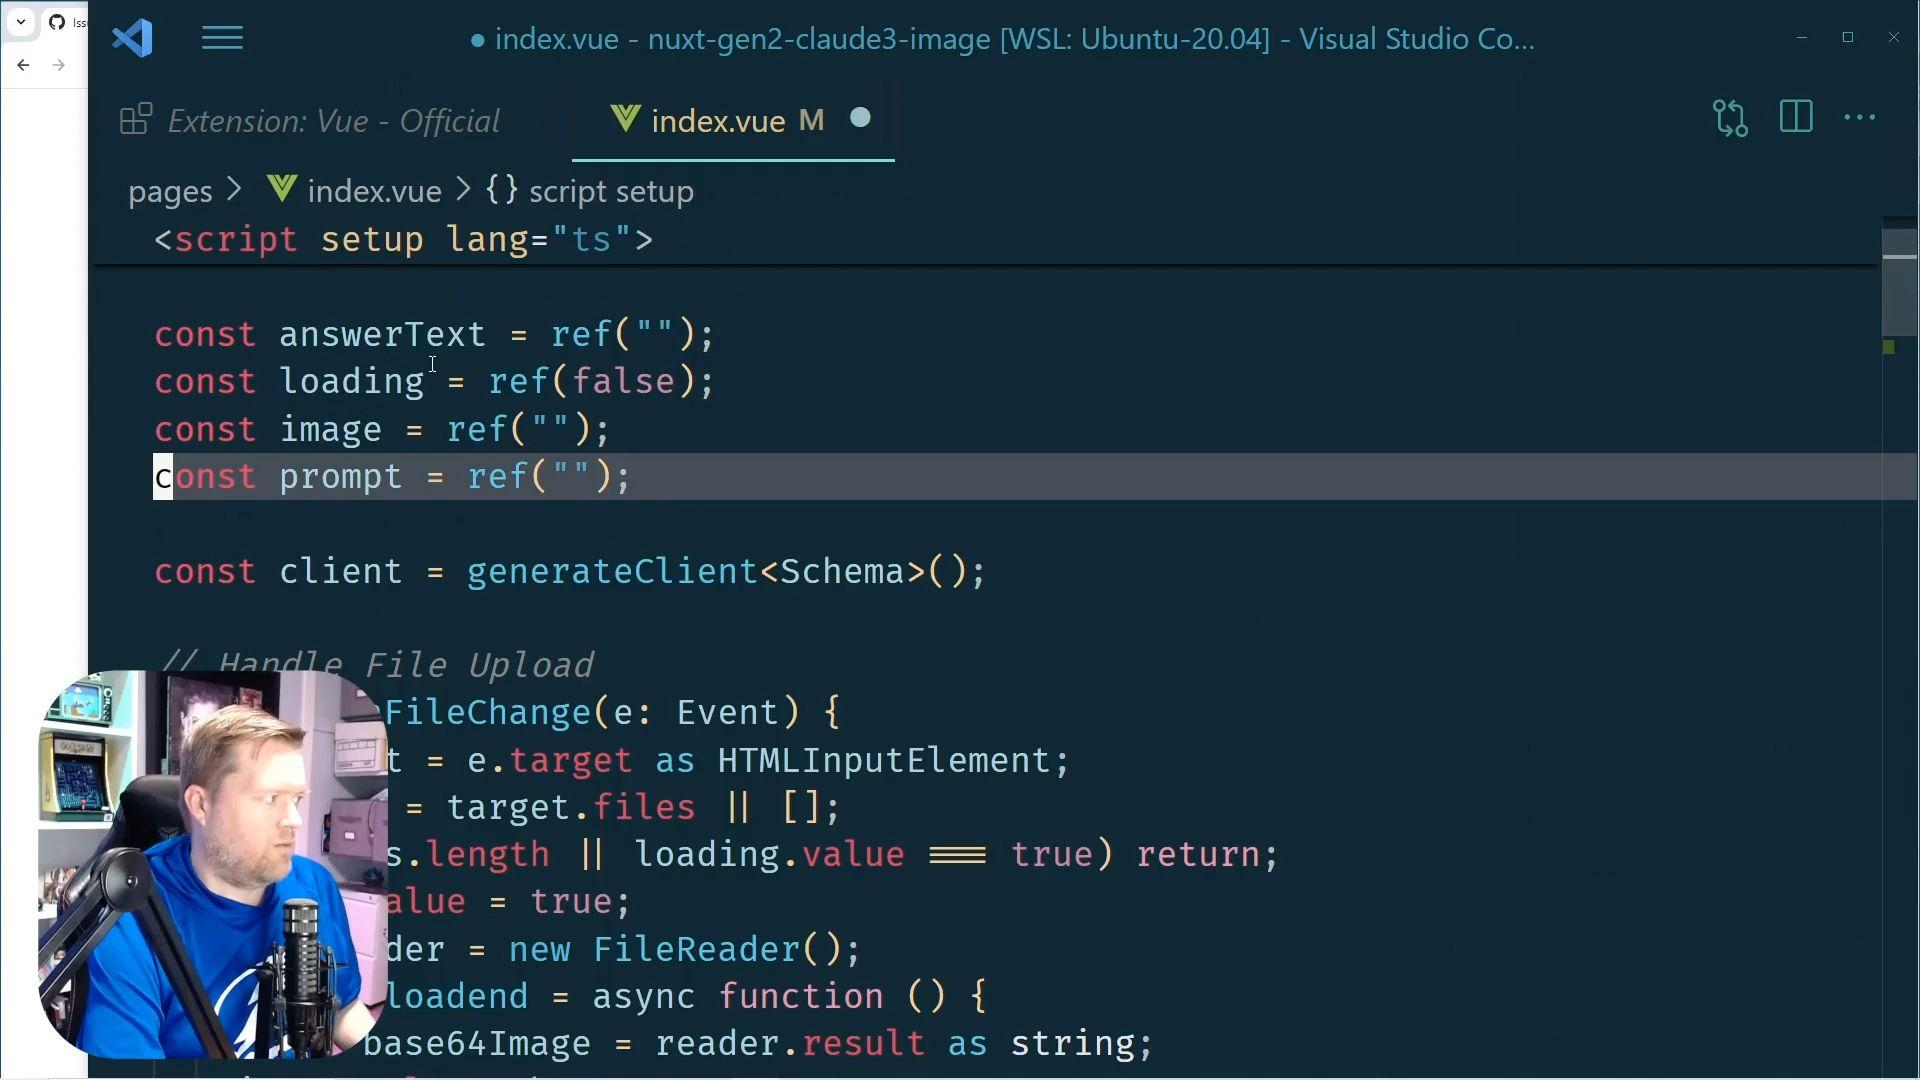 Iss
● index.vue - nuxt-gen2-claude3-image [WSL: Ubuntu-20.04] - Visual Studio Co...
Extension: Vue - Official
index.vue M
pages > index.vue > {} script setup
<script setup lang="ts">
const answerText = ref("");
const loading = ref(false);
const image = ref("");
const prompt = ref("");
const client = generateClient<Schema>();
// Handle File Upload
FileChange(e: Event) {
t = e.target as HTMLInputElement;
= target.files || [];
s.length || loading.value === true) return;
alue = true;
der = new FileReader();
loadend = async function () {
base64Image = reader.result as string;